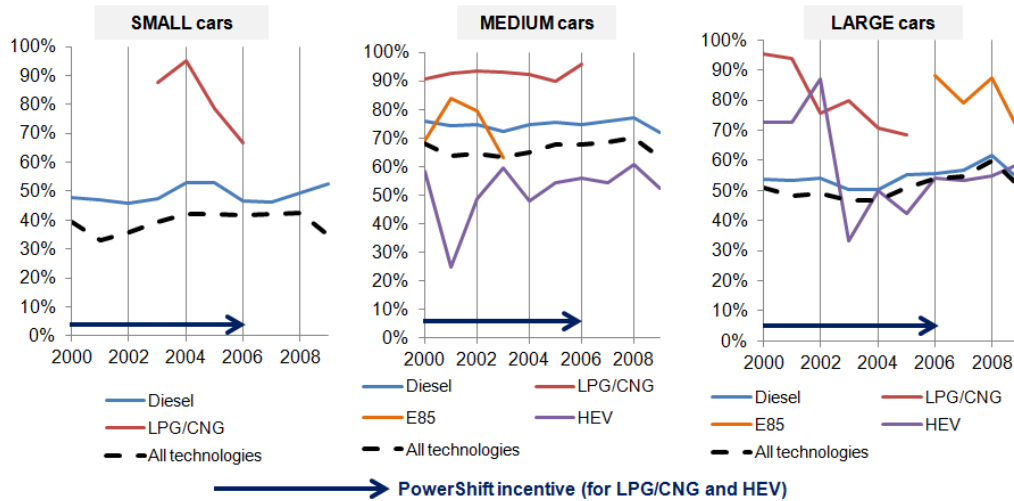 SMALL cars
100%
90%
80%
70%
60%
50%
40%
30%
20%
10%
0%
2000 2002 2004 2006 2008
Diesel
LPG/CNG
All technologies
MEDIUM cars
100%
90%
80%
70%
60%
50%
40%
30%
20%
10%
0%
2000 2002 2004 2006 2008
Diesel LPG/CNG
E85 HEV
All technologies
LARGE cars
100%
90%
80%
70%
60%
50%
40%
30%
20%
10%
0%
2000 2002 2004 2006 2008
Diesel LPG/CNG
E85 HEV
All technologies
PowerShift incentive (for LPG/CNG and HEV)